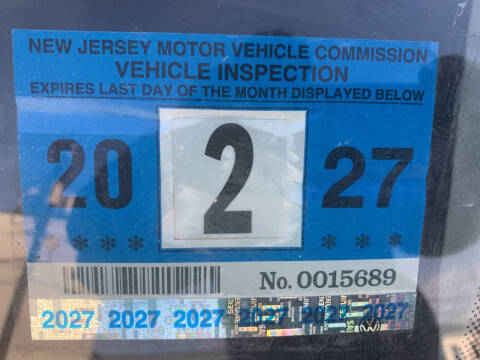 NEW JERSEY MOTOR VEHICLE COMMISSION
VEHICLE INSPECTION
EXPIRES LAST DAY OF THE MONTH DISPLAYED BELOW
20 2 27
* * * * * * *
No. 0015689
2027 2027 2027 2027 2027 2027